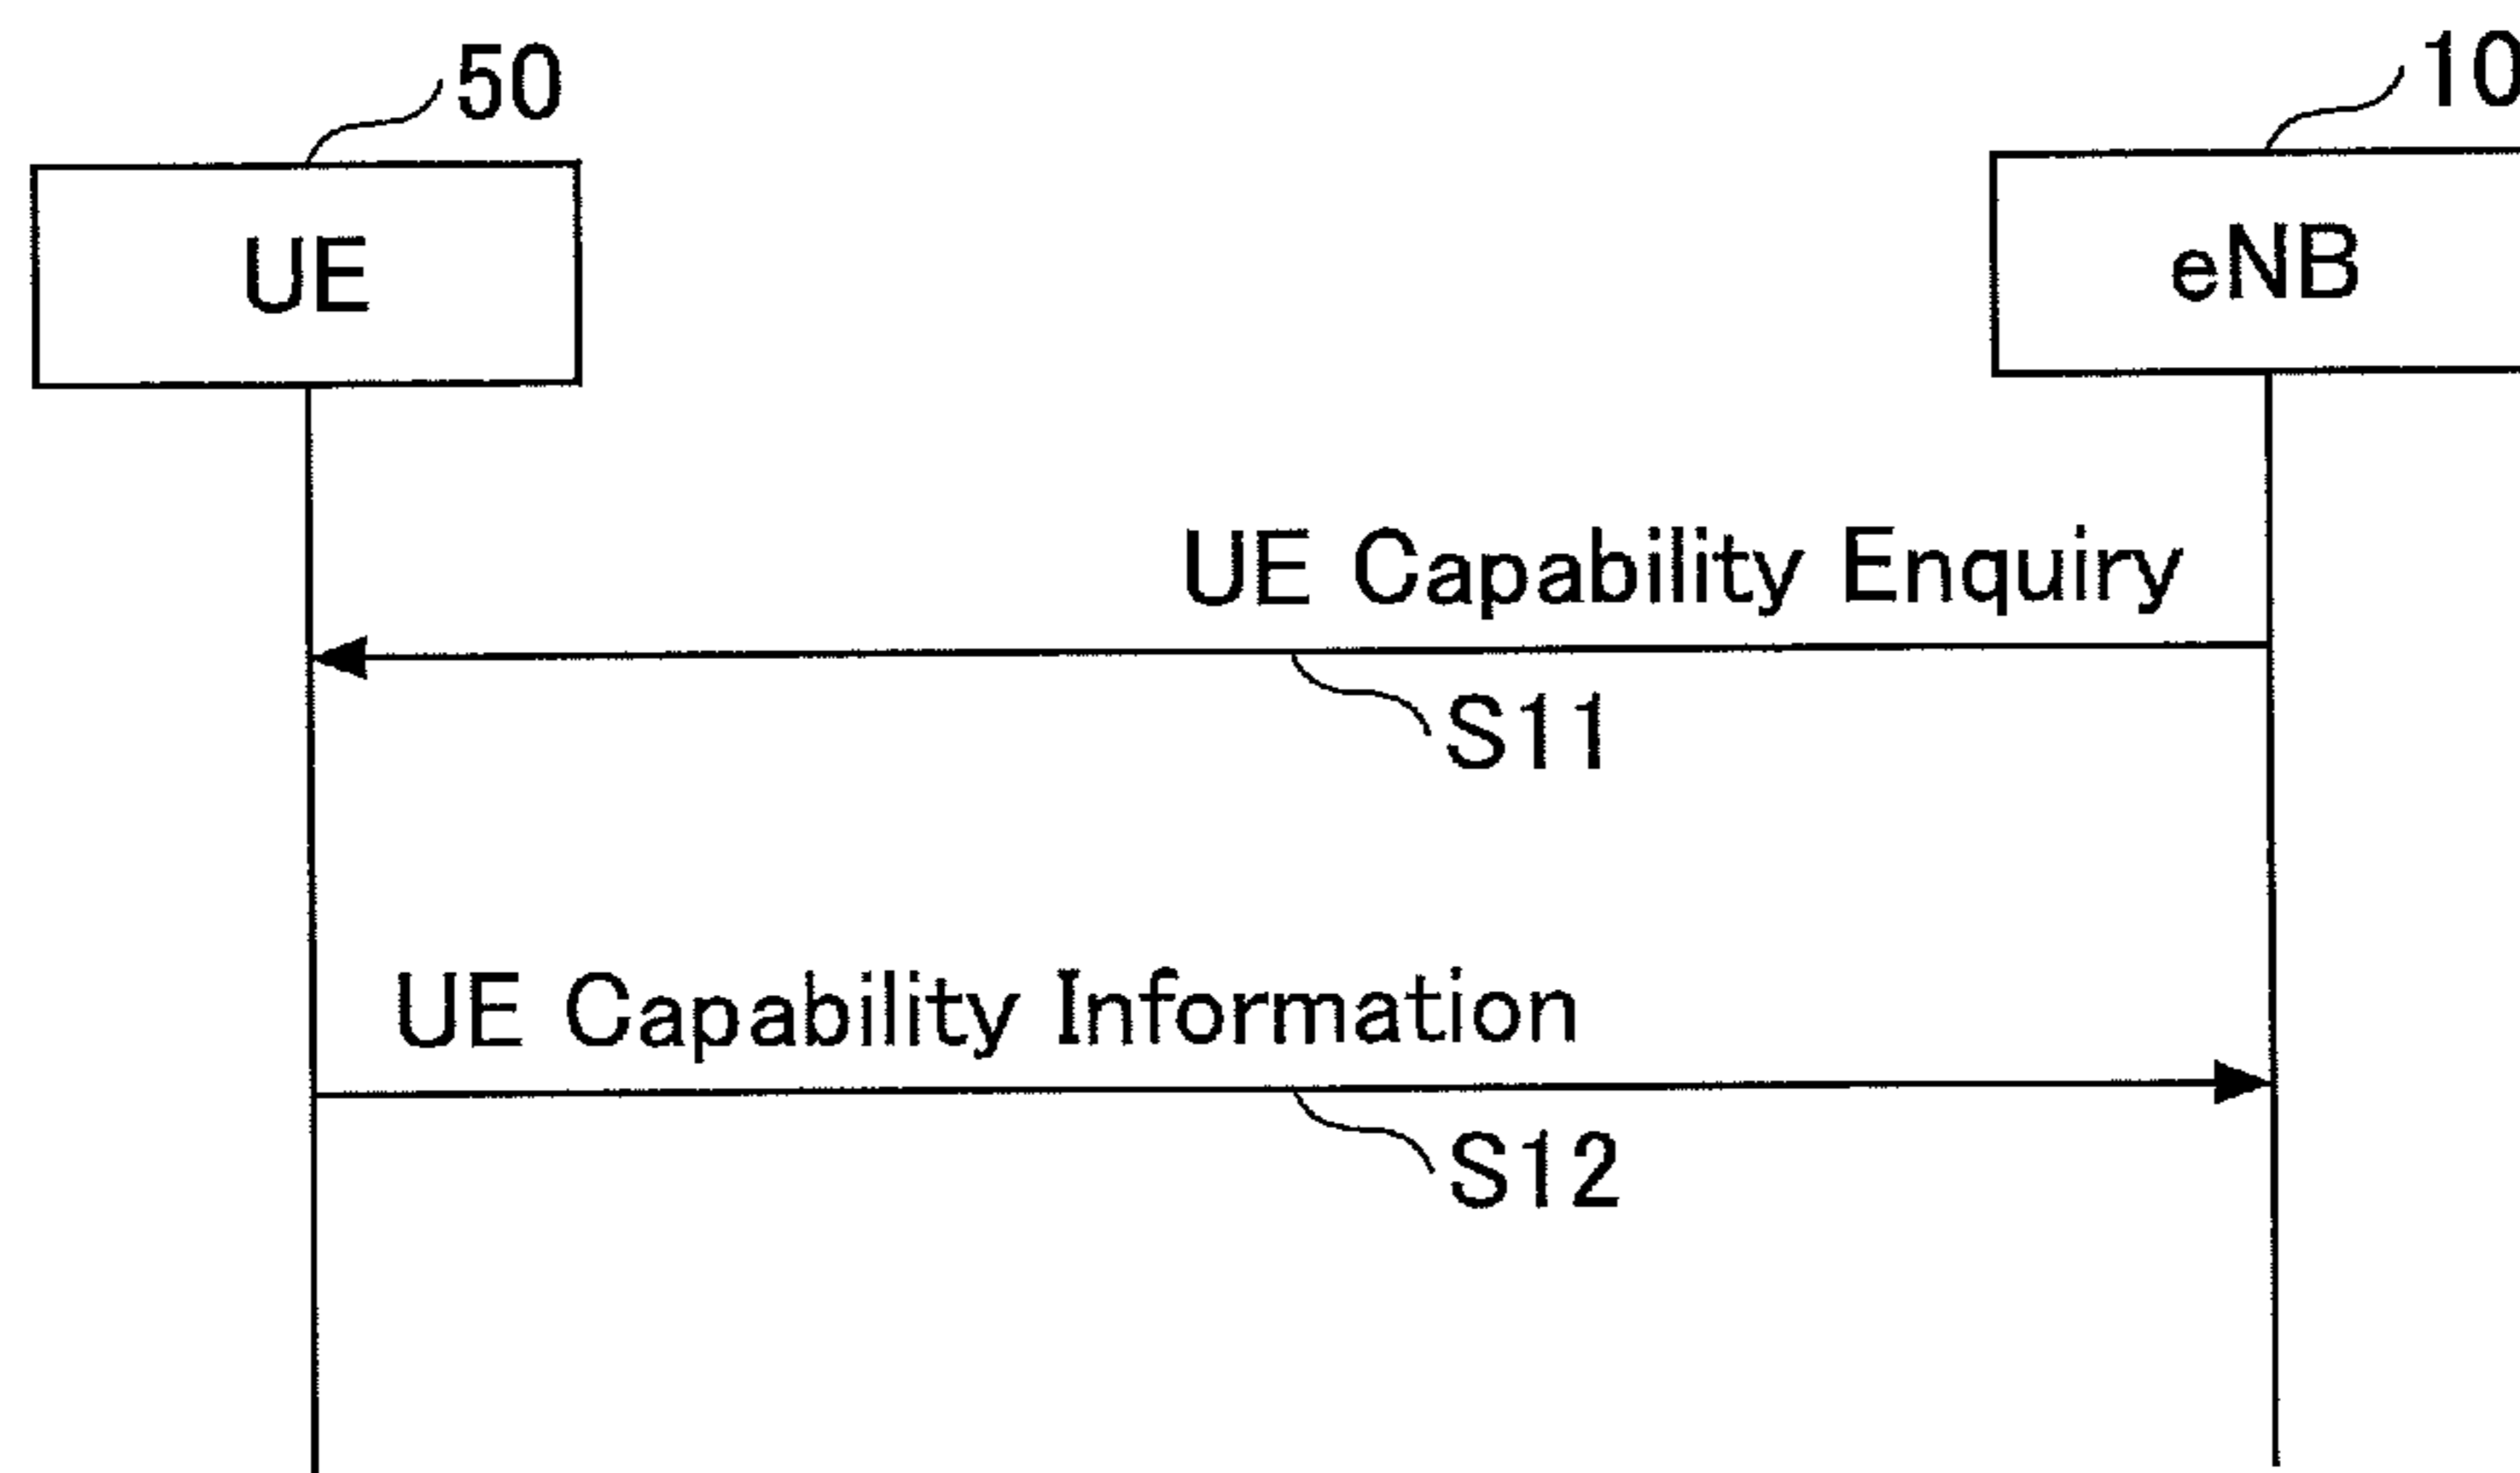 50
10
UE
eNB
UE Capability Enquiry
S11
UE Capability Information
S12